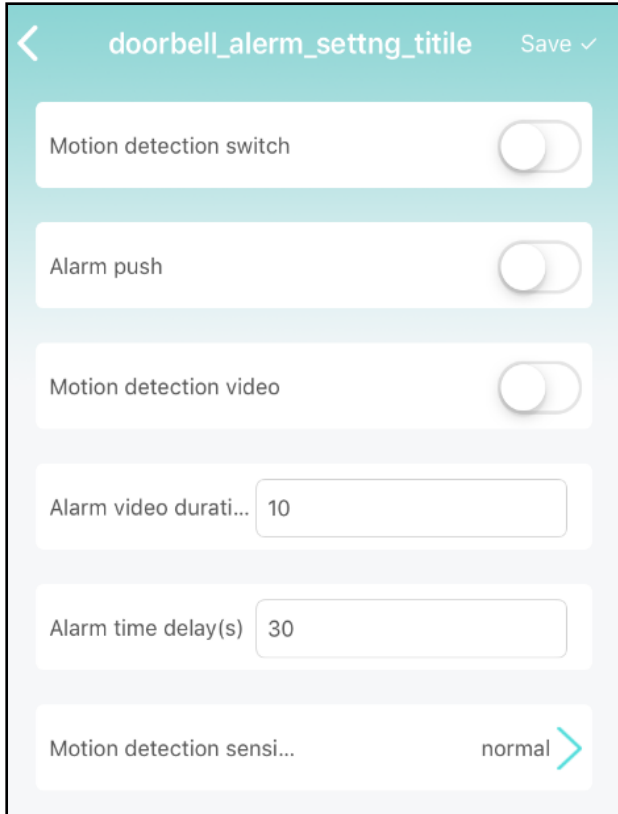 doorbell_alerm_settng_titile Save ✓
Motion detection switch
Alarm push
Motion detection video
Alarm video durati... 10
Alarm time delay(s) 30
Motion detection sensi... normal